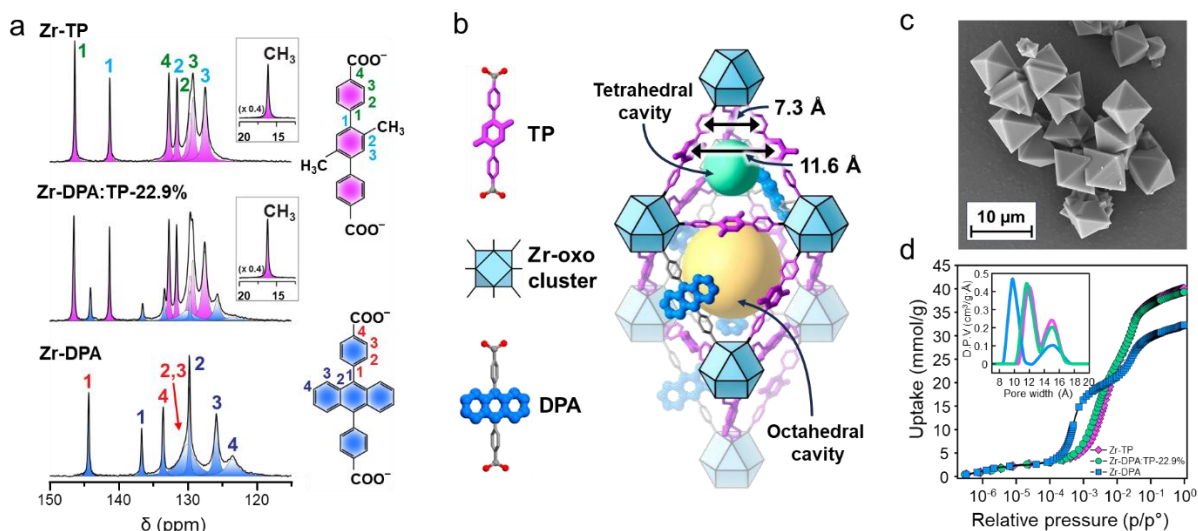 a
Zr-TP
1
1
4
2
2
3
3
CH₃
(x 0.4)
20
15
COO⁻
4
3
2
1
1
2
3
CH₃
H₃C
COO⁻
Zr-DPA:TP-22.9%
CH₃
(x 0.4)
20
15
Zr-DPA
1
1
4
2,3
2
3
4
COO⁻
4
3
2
1
3
4
2
1
COO⁻
150
140
130
120
δ (ppm)
b
TP
Zr-oxo
cluster
DPA
Tetrahedral
cavity
7.3 Å
11.6 Å
Octahedral
cavity
c
10 µm
d
Uptake (mmol/g)
45
40
35
30
25
20
15
10
5
0
D.P.V (cm³/g·Å)
0.5
0.4
0.3
0.2
0.1
0
8 10 12 14 16 18 20
Pore width (Å)
Zr-TP
Zr-DPA:TP-22.9%
Zr-DPA
10⁻⁶ 10⁻⁵ 10⁻⁴ 10⁻³ 10⁻² 10⁻¹ 10⁰
Relative pressure (p/p°)